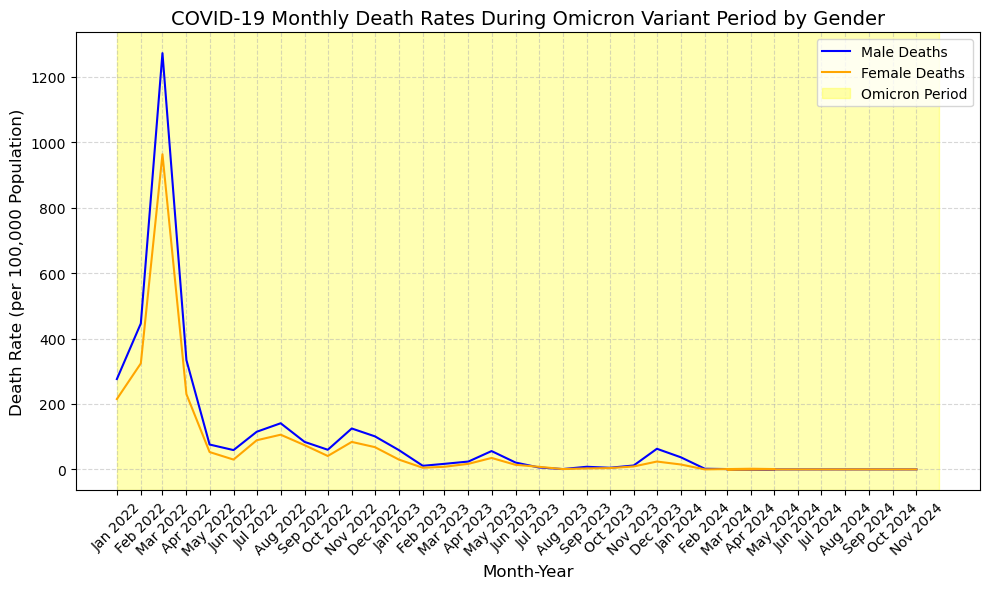 COVID-19 Monthly Death Rates During Omicron Variant Period by Gender
Male Deaths
Female Deaths
Omicron Period
Death Rate (per 100,000 Population)
1200
1000
800
600
400
200
0
Jan 2022
Feb 2022
Mar 2022
Apr 2022
May 2022
Jun 2022
Jul 2022
Aug 2022
Sep 2022
Oct 2022
Nov 2022
Dec 2022
Jan 2023
Feb 2023
Mar 2023
Apr 2023
May 2023
Jun 2023
Jul 2023
Aug 2023
Sep 2023
Oct 2023
Nov 2023
Dec 2023
Jan 2024
Feb 2024
Mar 2024
Apr 2024
May 2024
Jun 2024
Jul 2024
Aug 2024
Sep 2024
Oct 2024
Nov 2024
Month-Year